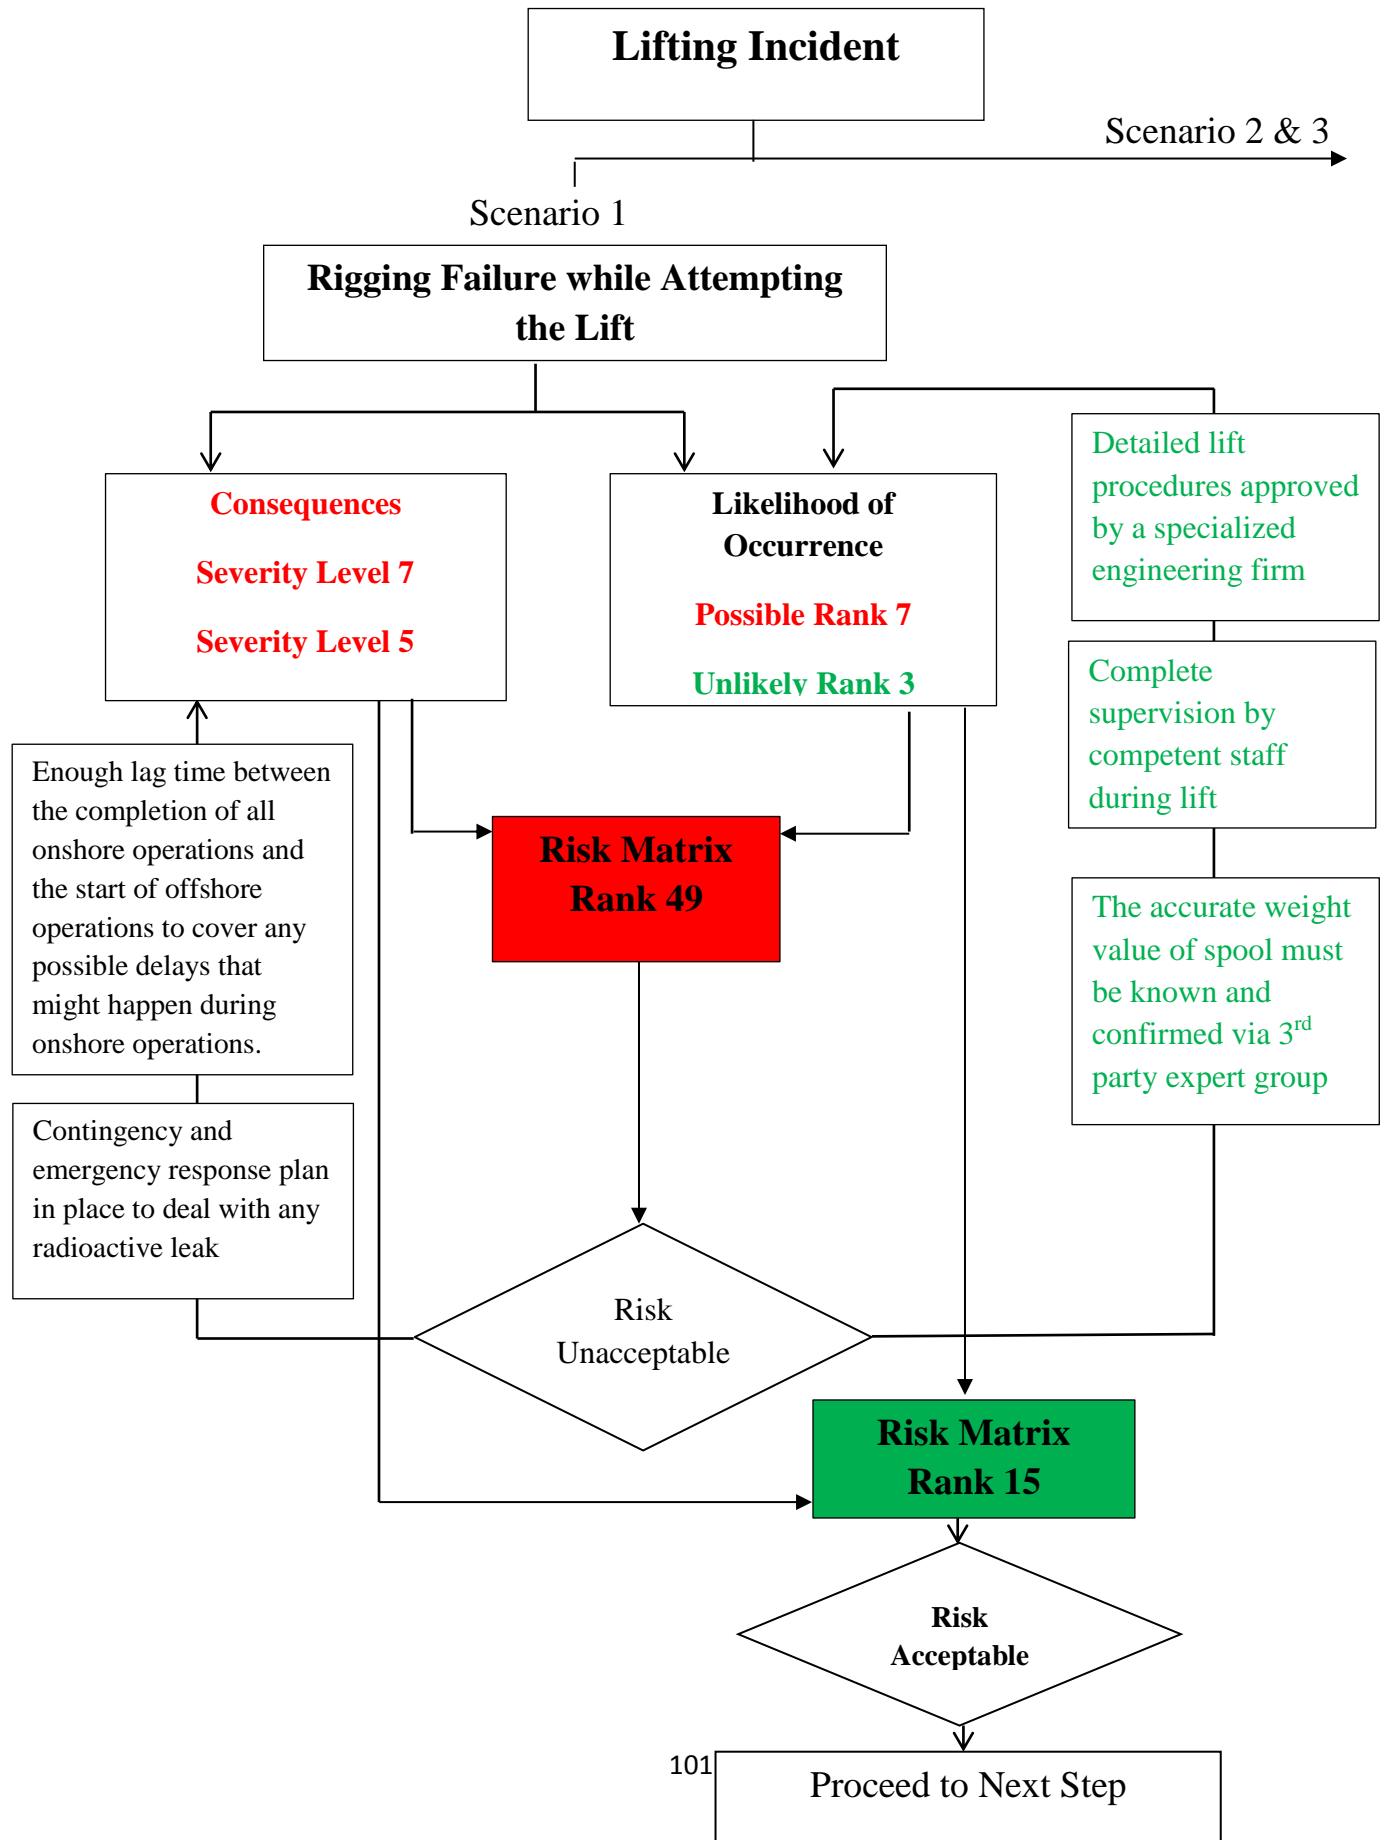 Lifting Incident
Scenario 2 & 3
Scenario 1
Rigging Failure while Attempting
the Lift
Consequences
Severity Level 7
Severity Level 5
Likelihood of
Occurrence
Possible Rank 7
Unlikely Rank 3
Detailed lift
procedures approved
by a specialized
engineering firm
Complete
supervision by
competent staff
during lift
The accurate weight
value of spool must
be known and
confirmed via 3rd
party expert group
Enough lag time between
the completion of all
onshore operations and
the start of offshore
operations to cover any
possible delays that
might happen during
onshore operations.
Contingency and
emergency response plan
in place to deal with any
radioactive leak
Risk Matrix
Rank 49
Risk
Unacceptable
Risk Matrix
Rank 15
Risk
Acceptable
101
Proceed to Next Step